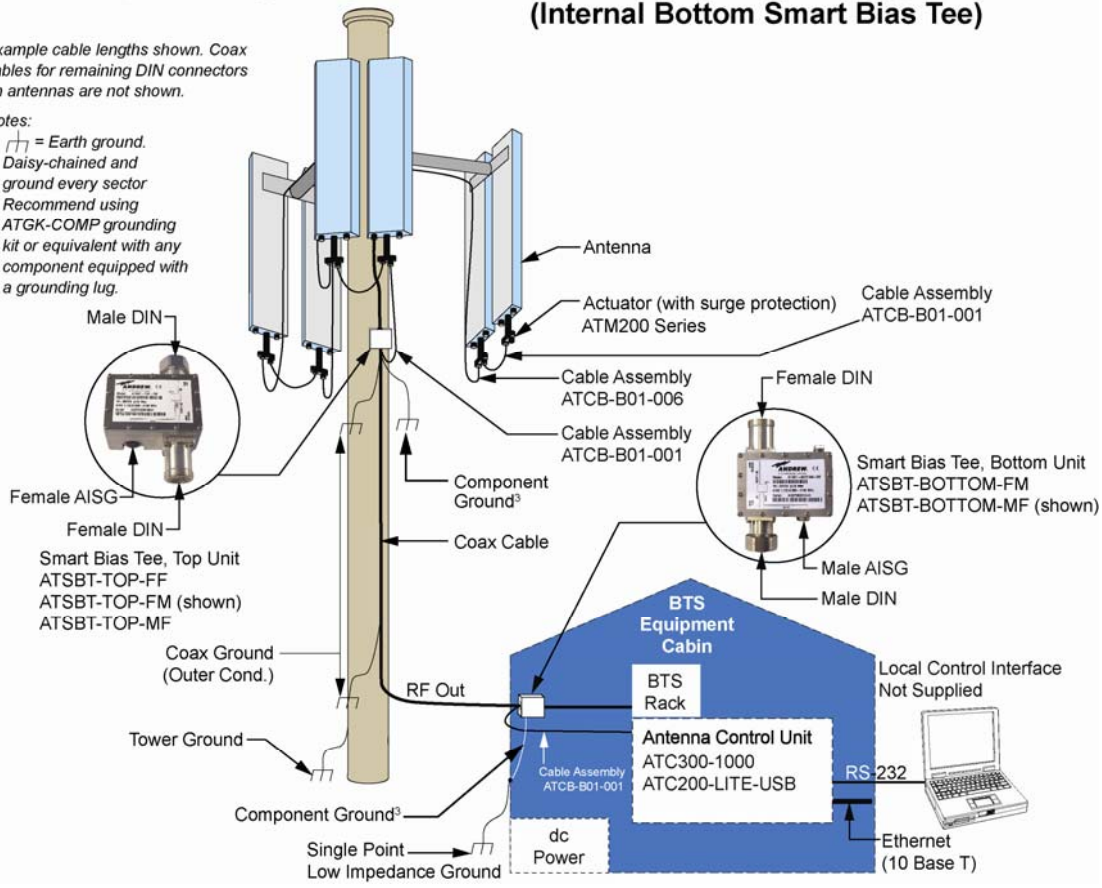 (Internal Bottom Smart Bias Tee)
xample cable lengths shown. Coax
bles for remaining DIN connectors
antennas are not shown.
otes:
= Earth ground.
Daisy-chained and
ground every sector
Recommend using
ATGK-COMP grounding
kit or equivalent with any
component equipped with
a grounding lug.
Male DIN
ANDREW
Female AISG
Female DIN
Smart Bias Tee, Top Unit
ATSBT-TOP-FF
ATSBT-TOP-FM (shown)
ATSBT-TOP-MF
Antenna
Actuator (with surge protection)
ATM200 Series
Cable Assembly
ATCB-B01-001
Cable Assembly
ATCB-B01-006
Cable Assembly
ATCB-B01-001
Component
Ground³
Coax Cable
Female DIN
ANDREW
Smart Bias Tee, Bottom Unit
ATSBT-BOTTOM-FM
ATSBT-BOTTOM-MF (shown)
Male AISG
Male DIN
Coax Ground
(Outer Cond.)
RF Out
Tower Ground
Component Ground³
Single Point
Low Impedance Ground
BTS
Equipment
Cabin
BTS
Rack
Antenna Control Unit
ATC300-1000
ATC200-LITE-USB
Cable Assembly
ATCB-B01-001
dc
Power
Local Control Interface
Not Supplied
RS-232
Ethernet
(10 Base T)